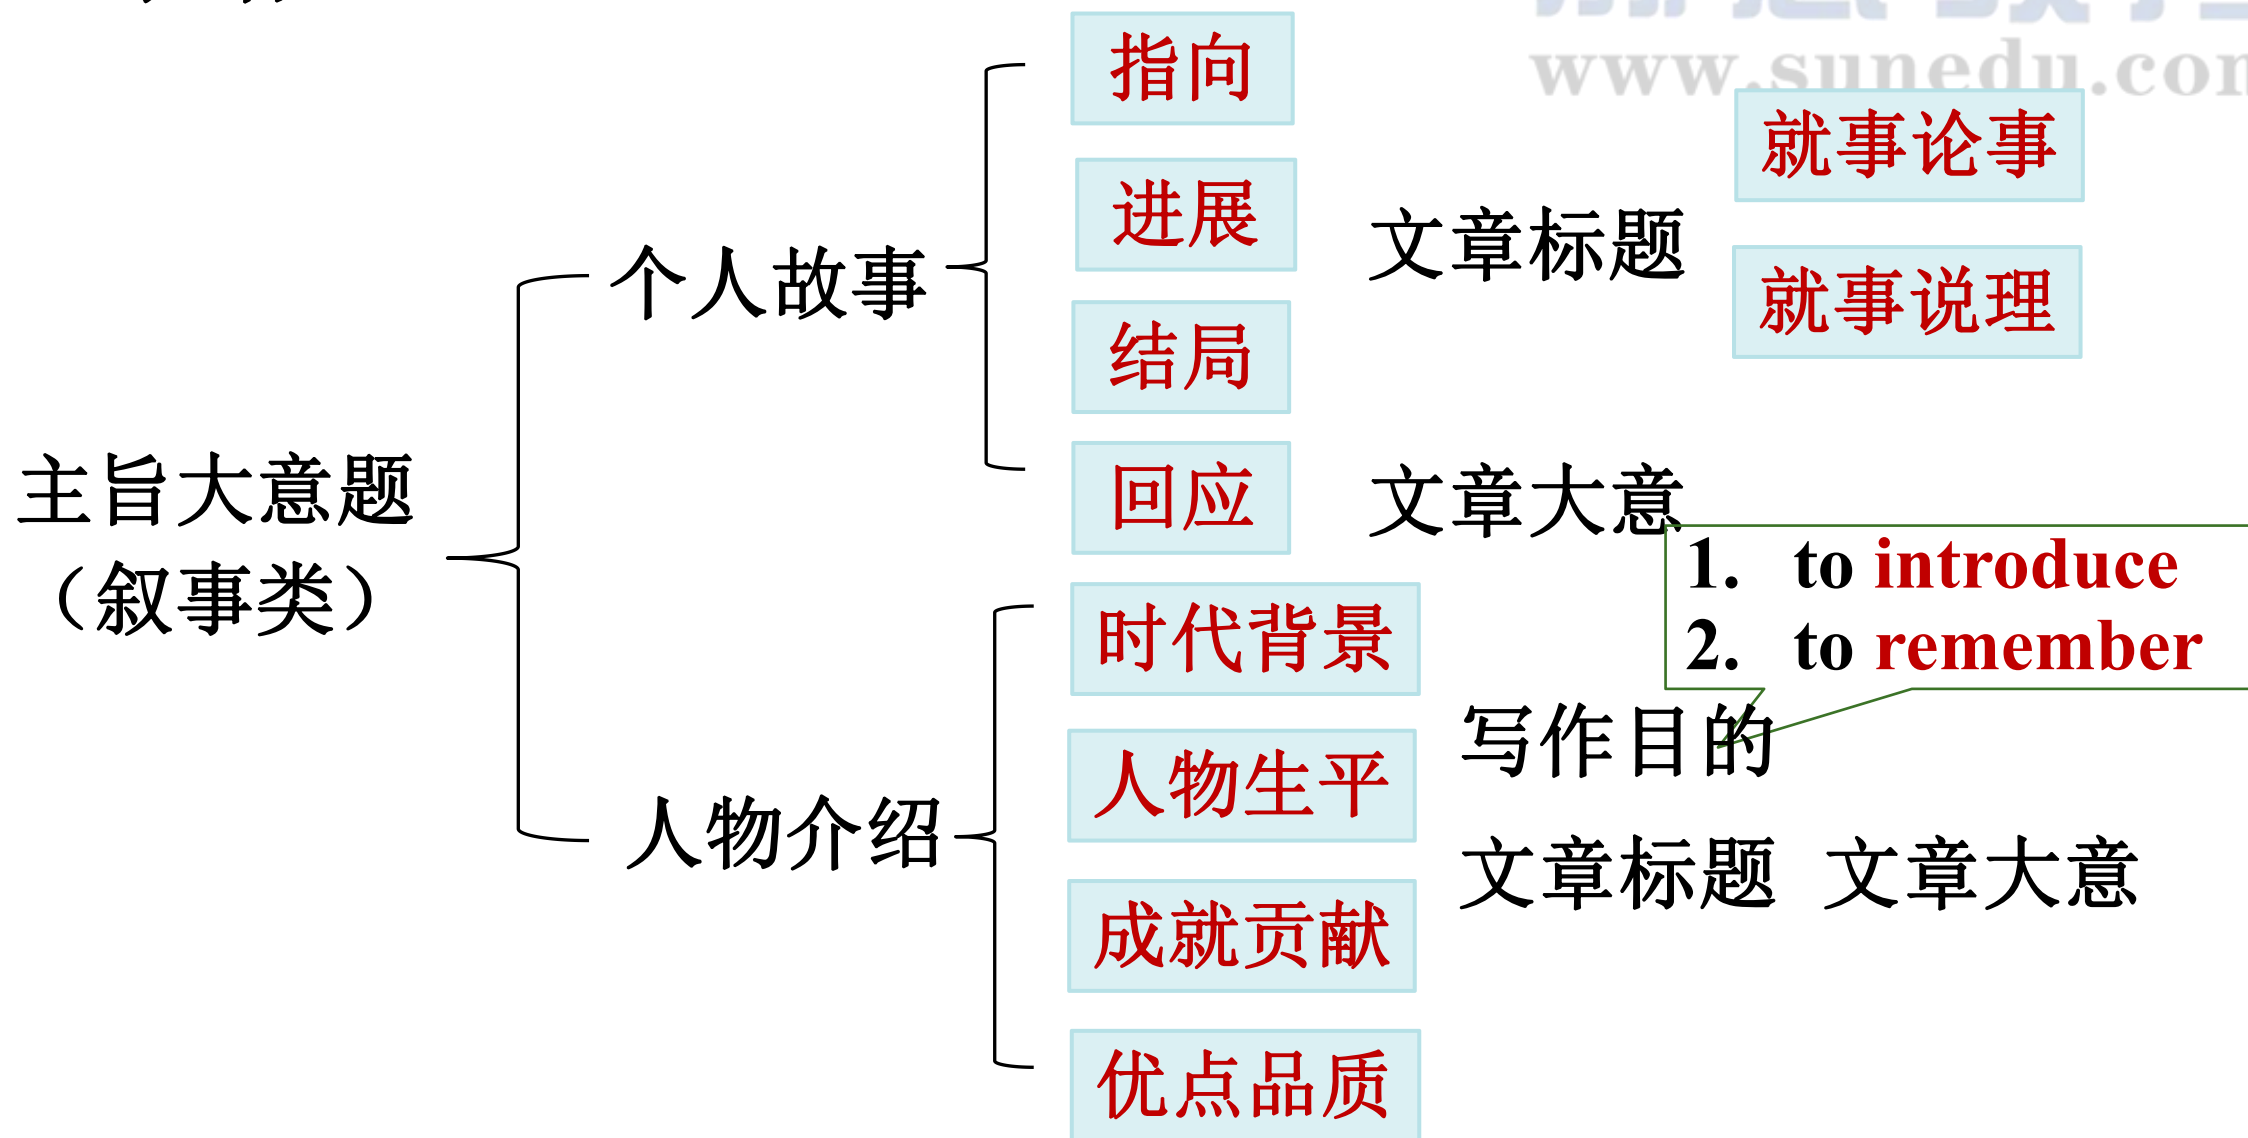 www.sunedu.com
主旨大意题
（叙事类）
个人故事
指向
进展
结局
回应
文章标题
就事论事
就事说理
文章大意
人物介绍
时代背景
人物生平
成就贡献
优点品质
写作目的
1. to introduce
2. to remember
文章标题 文章大意